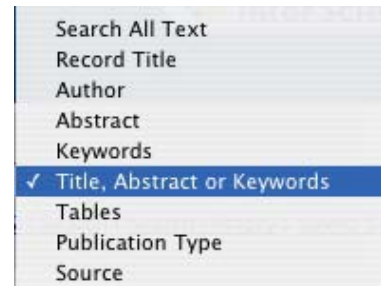 Search All Text
Record Title
Author
Abstract
Keywords
✓ Title, Abstract or Keywords
Tables
Publication Type
Source